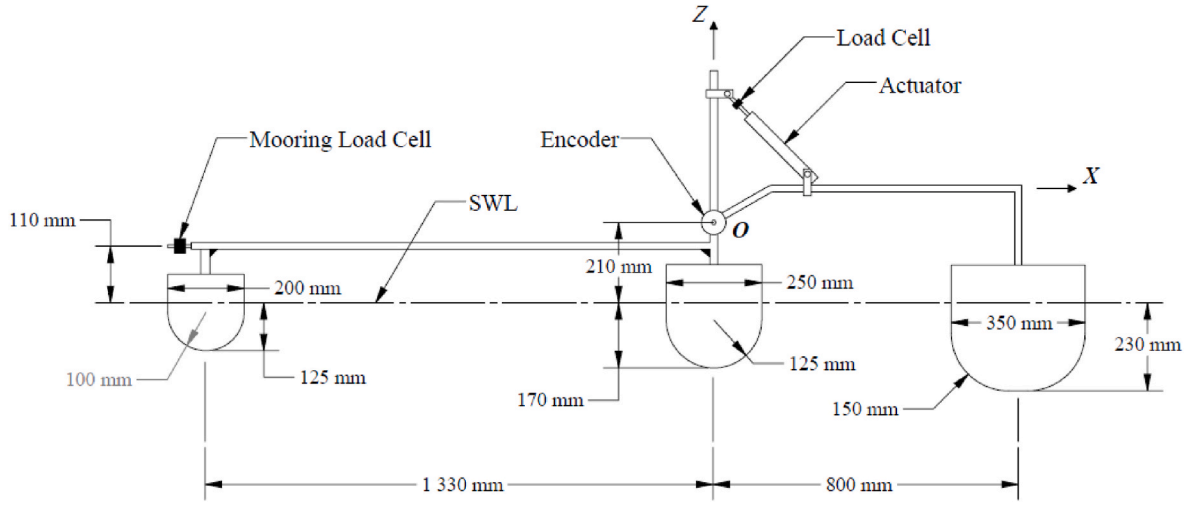 Z
Load Cell
Actuator
Mooring Load Cell
Encoder
X
SWL
110 mm
O
210 mm
200 mm
250 mm
350 mm
230 mm
100 mm
125 mm
125 mm
170 mm
150 mm
1 330 mm
800 mm